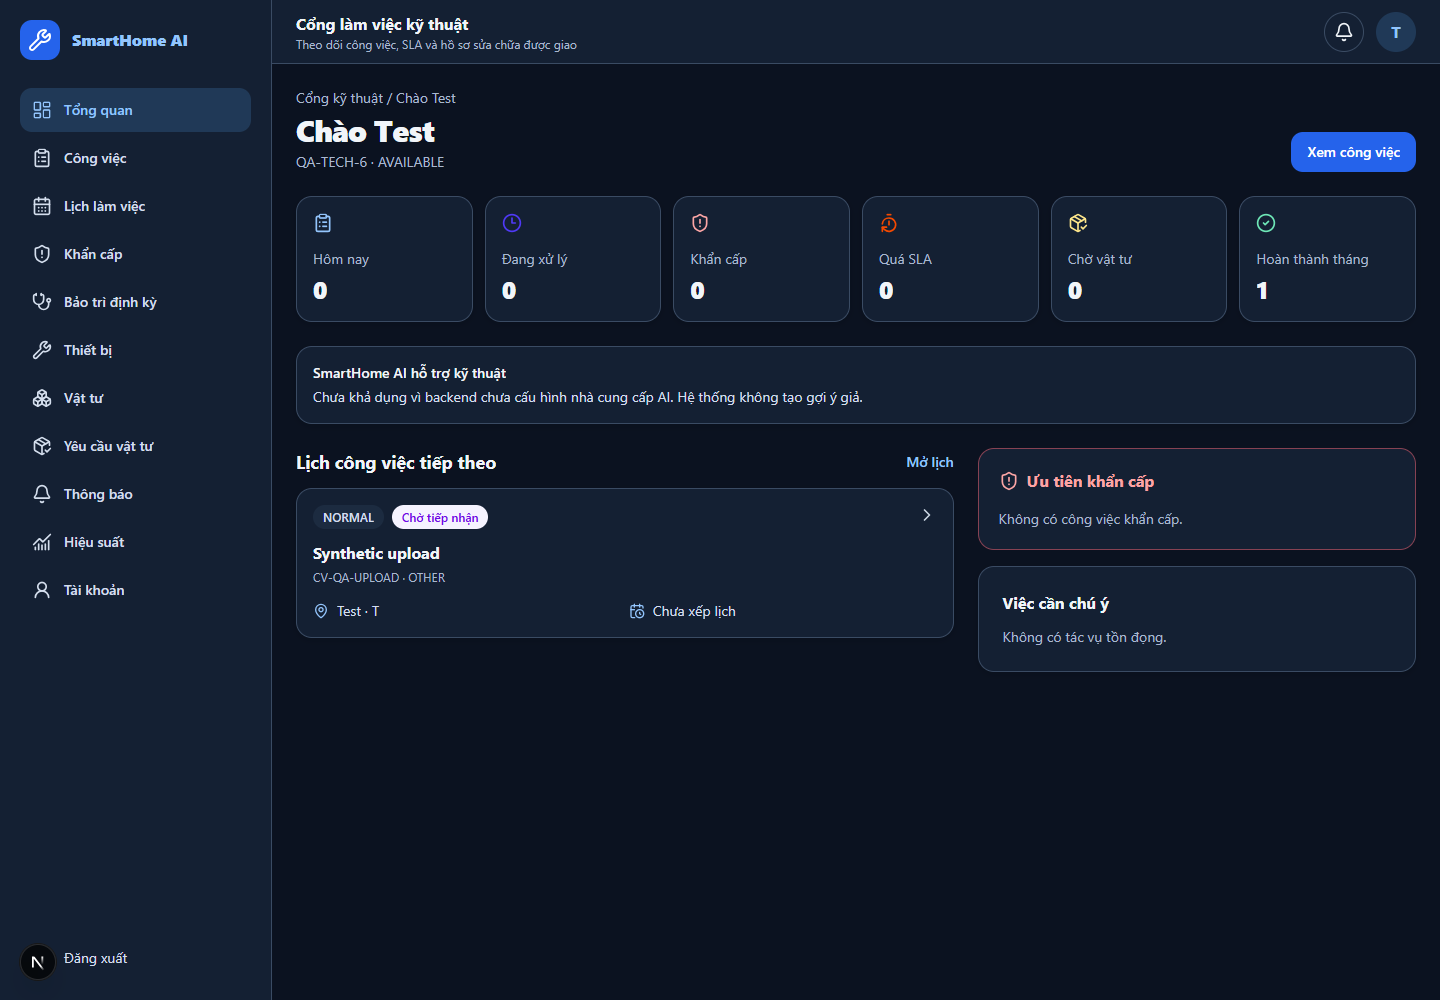 SmartHome AI
Tổng quan
Công việc
Lịch làm việc
Khẩn cấp
Bảo trì định kỳ
Thiết bị
Vật tư
Yêu cầu vật tư
Thông báo
Hiệu suất
Tài khoản
N
Đăng xuất
Cổng làm việc kỹ thuật
Theo dõi công việc, SLA và hồ sơ sửa chữa được giao
T
Cổng kỹ thuật / Chào Test
Chào Test
QA-TECH-6 · AVAILABLE
Xem công việc
Hôm nay
0
Đang xử lý
0
Khẩn cấp
0
Quá SLA
0
Chờ vật tư
0
Hoàn thành tháng
1
SmartHome AI hỗ trợ kỹ thuật
Chưa khả dụng vì backend chưa cấu hình nhà cung cấp AI. Hệ thống không tạo gợi ý giả.
Lịch công việc tiếp theo
Mở lịch
NORMAL
Chờ tiếp nhận
Synthetic upload
CV-QA-UPLOAD · OTHER
Test · T
Chưa xếp lịch
Ưu tiên khẩn cấp
Không có công việc khẩn cấp.
Việc cần chú ý
Không có tác vụ tồn đọng.